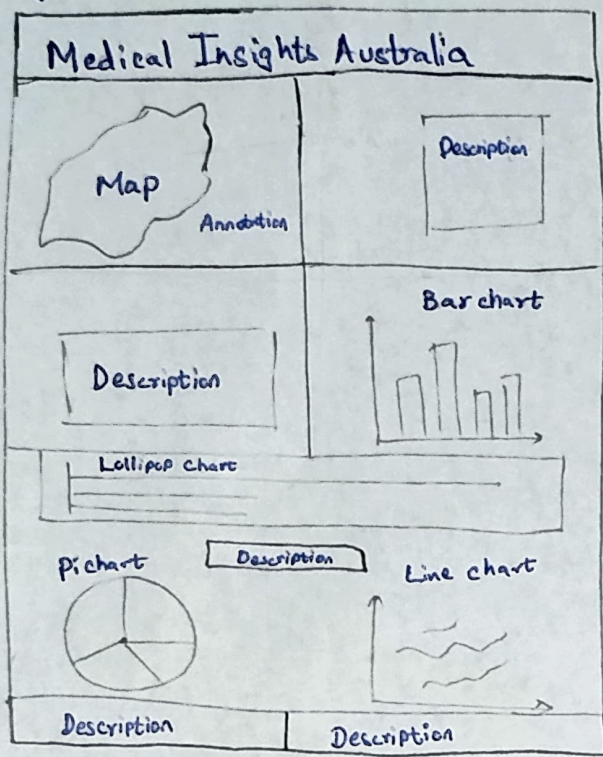 Medical Insights Australia
Map
Annotation
Description
Description
Bar chart
Lollipop chart
Pichart
Description
Line chart
Description
Description